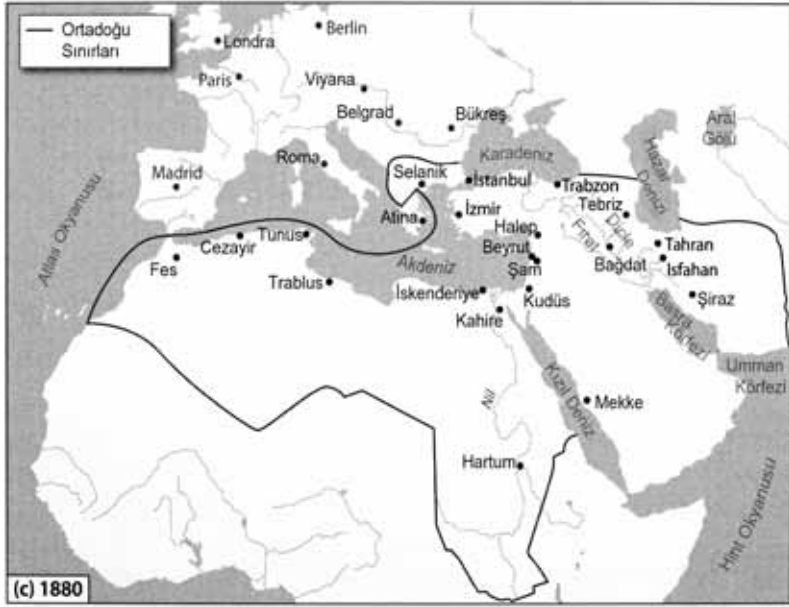 Ortadoğu
Sınırları
Berlin
Londra
Paris
Viyana
Belgrad
Bükreş
Aral
Gölü
Hazar
Denizi
Karadeniz
Roma
Madrid
Selanik
İstanbul
Trabzon
Tebriz
Atlas Okyanusu
Atina
İzmir
Halep
Fırat
Dicle
Cezayir
Tunus
Beyrut
Tahran
Fes
Akdeniz
Şam
Bağdat
İsfahan
Trablus
İskenderiye
Kudüs
Şiraz
Kahire
Basra
Körfezi
Umman
Körfezi
Nil
Kızıl Deniz
Mekke
Hartum
Hint Okyanusu
(c) 1880